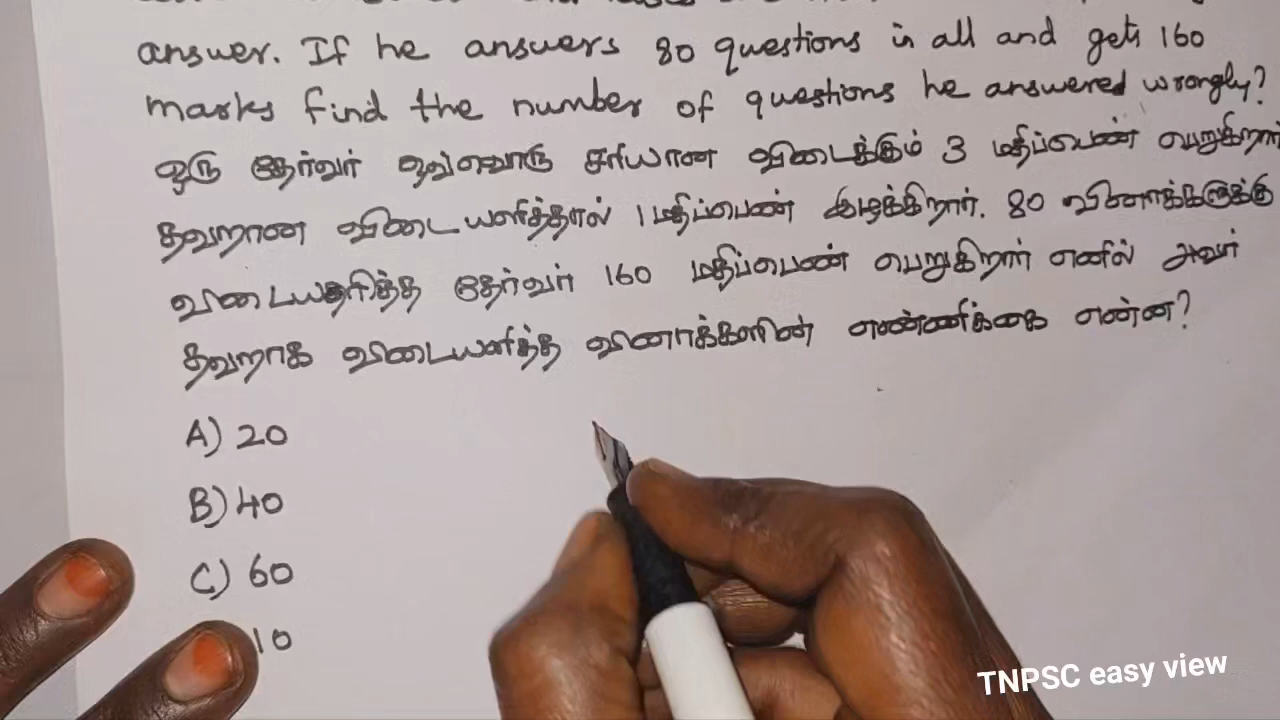 answer. If he answers 80 questions in all and gets 160
marks find the number of questions he answered wrongly?
ஒரு தேர்வர் ஒவ்வொரு சரியான விடைக்கும் 3 மதிப்பெண் பெறுகிறார்
தவறான விடையளித்தால் 1 மதிப்பெண் இழக்கிறார். 80 வினாக்களுக்கு
விடையளித்த தேர்வர் 160 மதிப்பெண் பெறுகிறார் எனில் அவர்
தவறாக விடையளித்த வினாக்களின் எண்ணிக்கை என்ன?
A) 20
B) 40
C) 60
10
TNPSC easy view